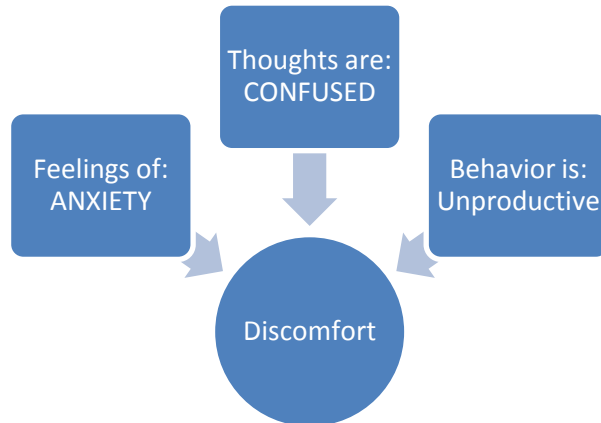 Thoughts are:
CONFUSED
Feelings of:
ANXIETY
Behavior is:
Unproductive
Discomfort